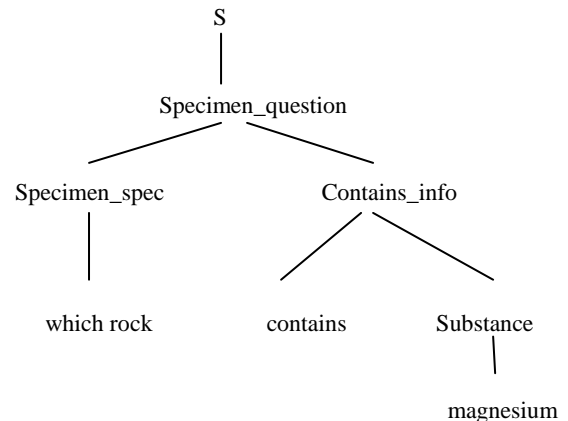 S
Specimen_question
Specimen_spec Contains_info
which rock contains Substance
magnesium